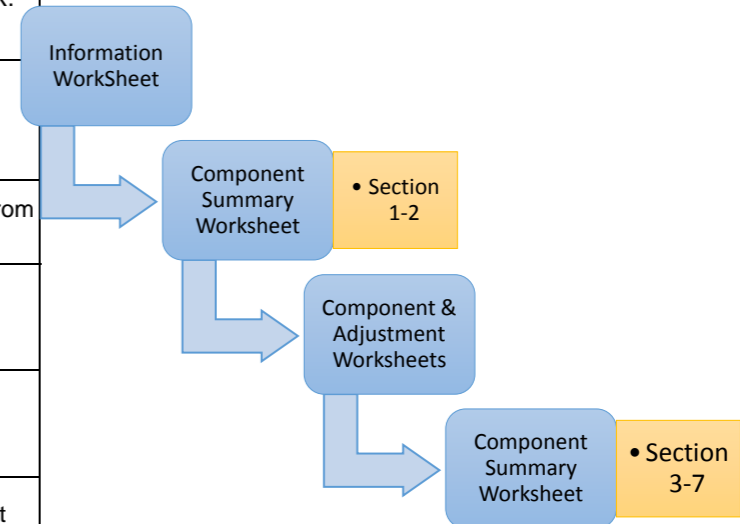 Information
WorkSheet
Component
Summary
Worksheet
• Section
1-2
Component &
Adjustment
Worksheets
Component
Summary
Worksheet
• Section
3-7